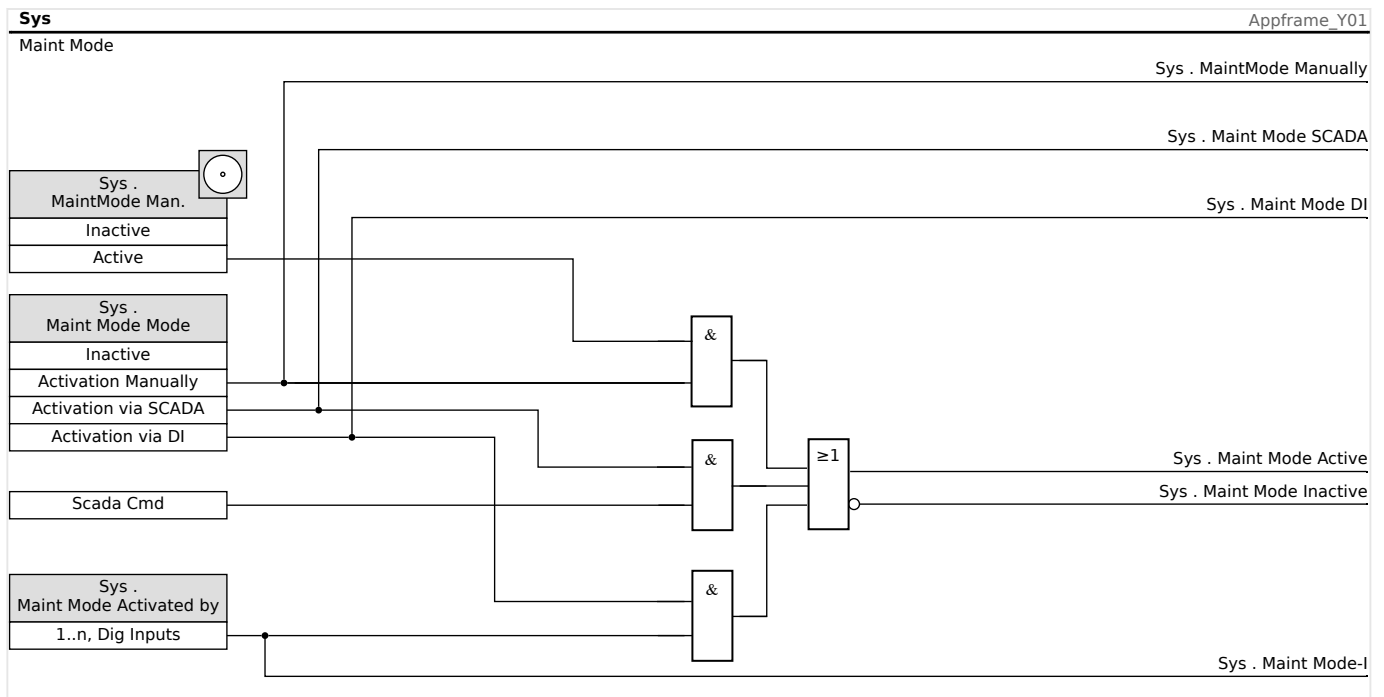 Sys
Appframe_Y01
Maint Mode
Sys . MaintMode Manually
Sys . Maint Mode SCADA
Sys . Maint Mode DI
Sys .
MaintMode Man.
Inactive
Active
Sys .
Maint Mode Mode
Inactive
Activation Manually
Activation via SCADA
Activation via DI
Scada Cmd
Sys .
Maint Mode Activated by
1..n, Dig Inputs
&
&
&
≥1
Sys . Maint Mode Active
Sys . Maint Mode Inactive
Sys . Maint Mode-I